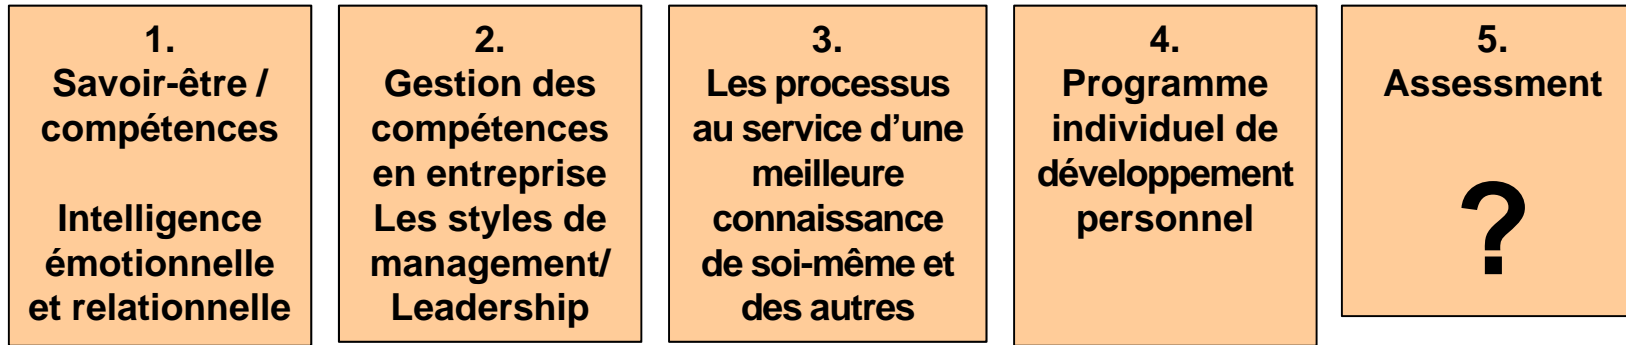 1.
Savoir-être /
compétences
Intelligence
émotionnelle
et relationnelle
2.
Gestion des
compétences
en entreprise
Les styles de
management/
Leadership
3.
Les processus
au service d’une
meilleure
connaissance
de soi-même et
des autres
4.
Programme
individuel de
développement
personnel
5.
Assessment
?